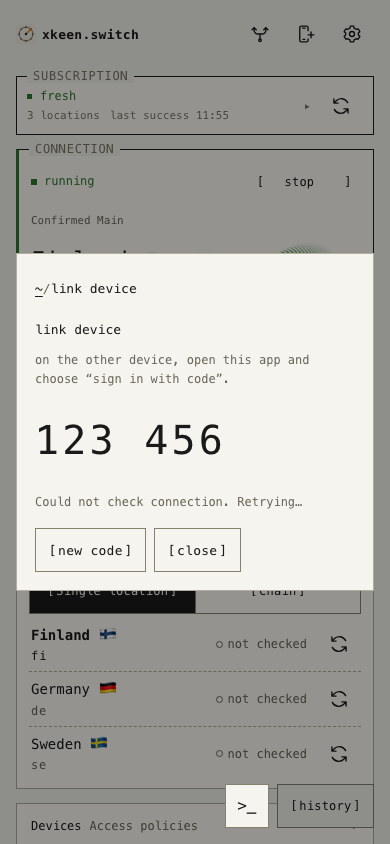 xkeen.switch
SUBSCRIPTION
fresh
3 locations last success 11:55
CONNECTION
running
[ stop ]
Confirmed Main
~/link device
link device
on the other device, open this app and
choose “sign in with code”.
123 456
Could not check connection. Retrying…
[new code] [close]
[Single location] [Chain]
Finland
fi
not checked
Germany
de
not checked
Sweden
se
not checked
>_
[history]
Devices Access policies